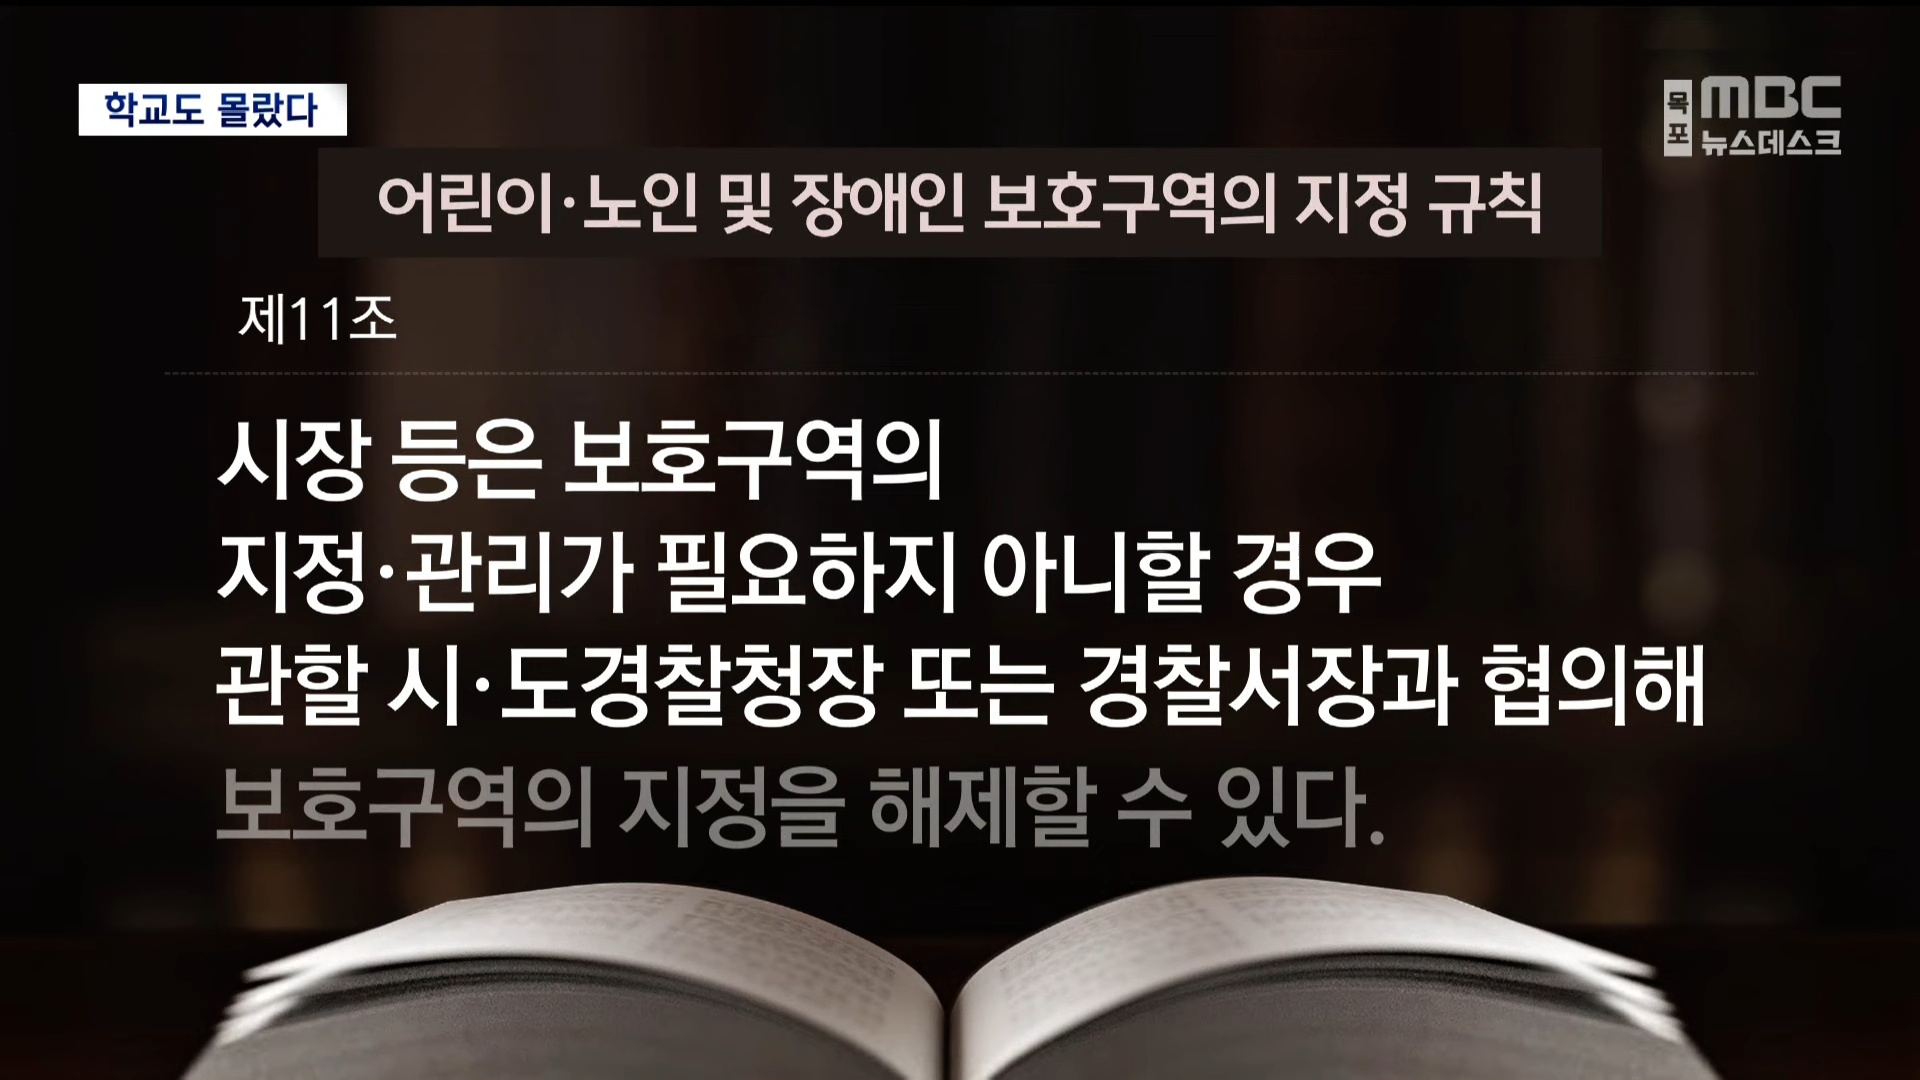 학교도 몰랐다
목포
MBC
뉴스데스크
어린이·노인 및 장애인 보호구역의 지정 규칙
제11조
시장 등은 보호구역의
지정·관리가 필요하지 아니할 경우
관할 시·도경찰청장 또는 경찰서장과 협의해
보호구역의 지정을 해제할 수 있다.